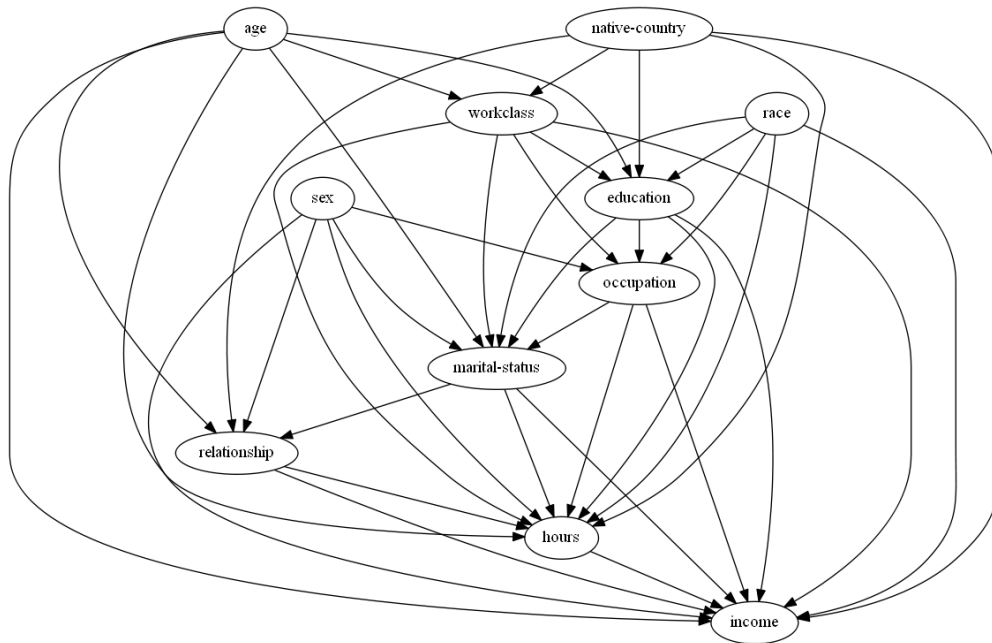 age
native-country
workclass
race
sex
education
occupation
marital-status
relationship
hours
income